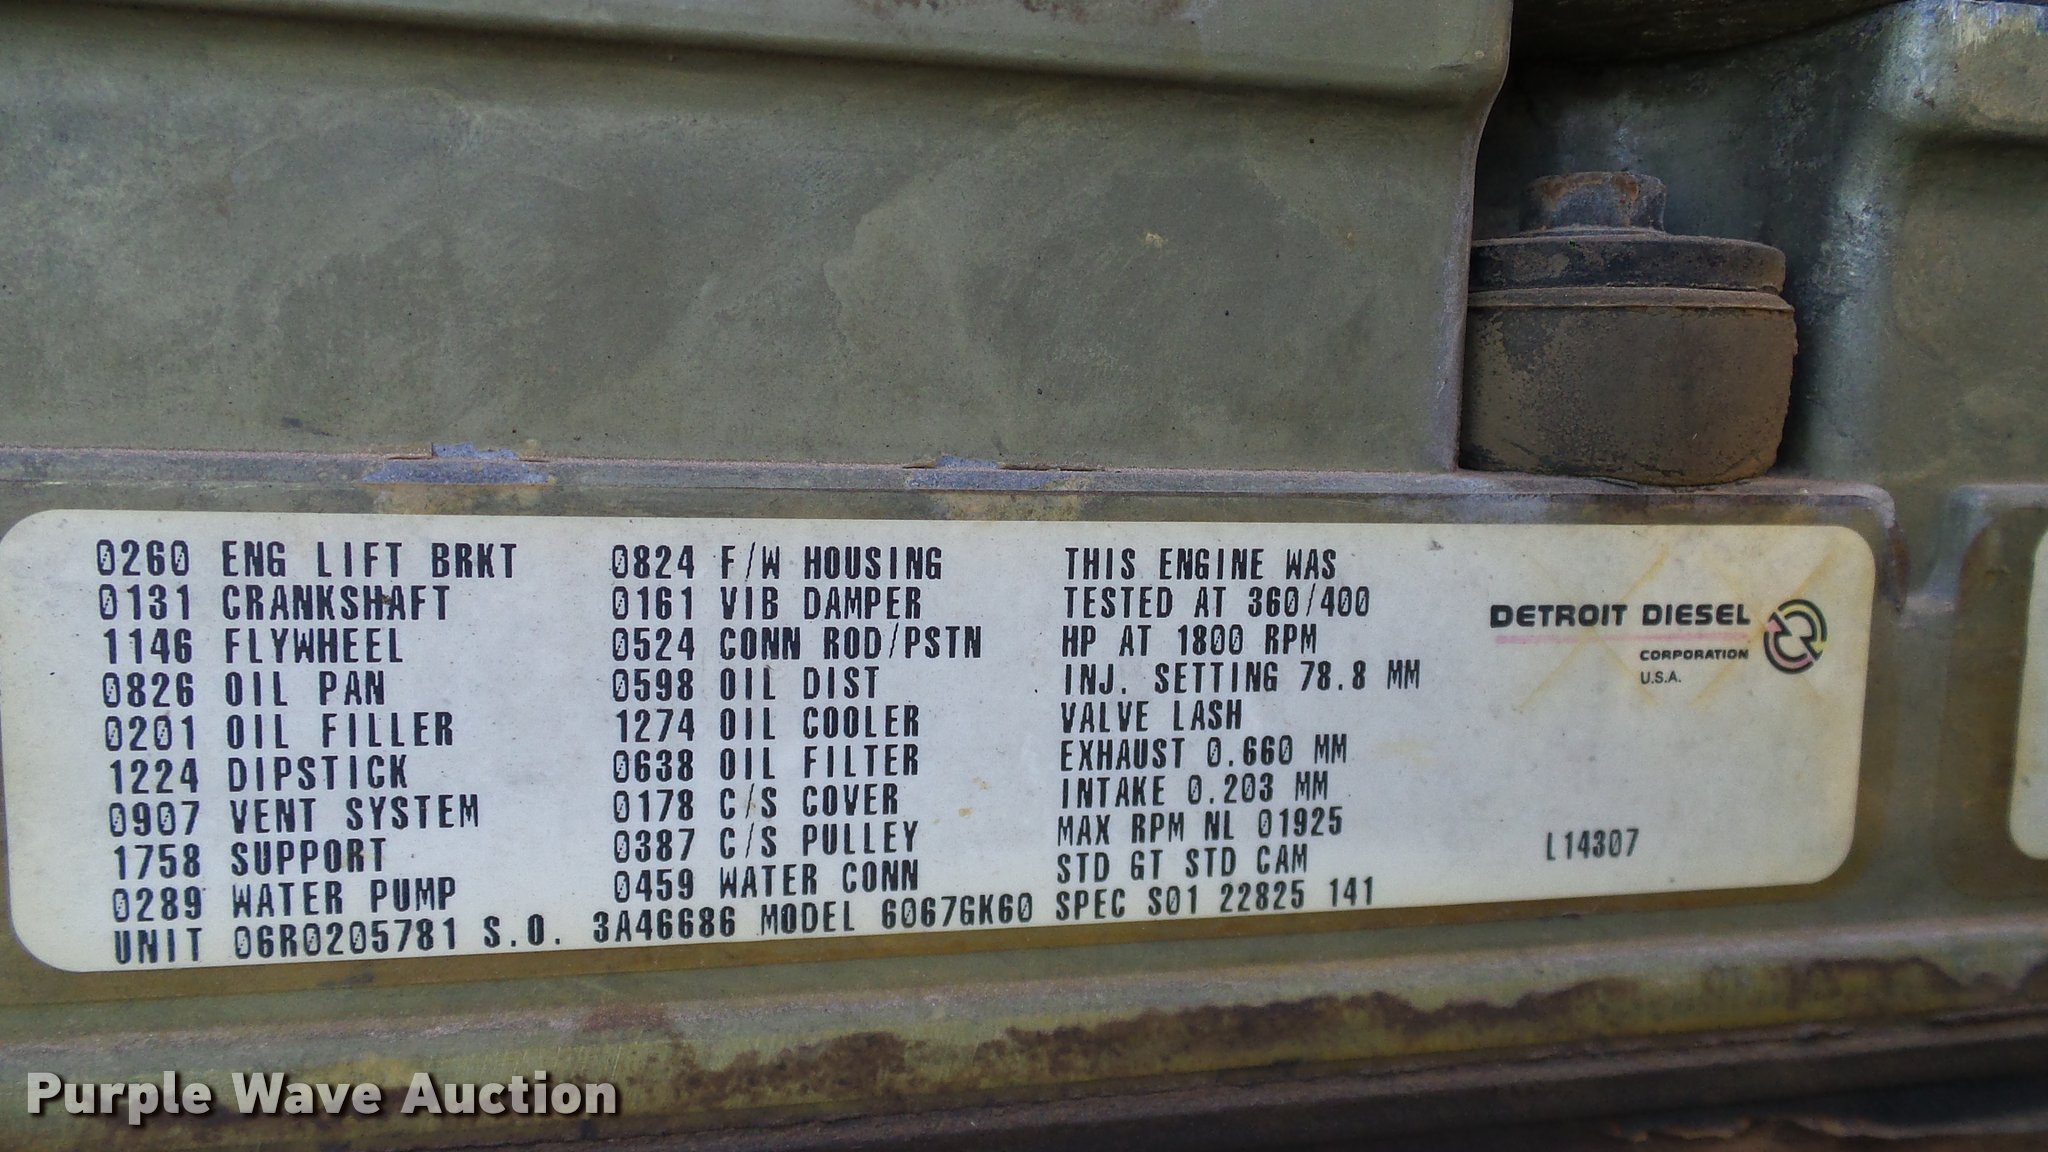 0260 ENG LIFT BRKT
0131 CRANKSHAFT
1146 FLYWHEEL
0826 OIL PAN
0201 OIL FILLER
1224 DIPSTICK
0907 VENT SYSTEM
1758 SUPPORT
0289 WATER PUMP
0824 F/W HOUSING
0161 VIB DAMPER
0524 CONN ROD/PSTN
0598 OIL DIST
1274 OIL COOLER
0638 OIL FILTER
0178 C/S COVER
0387 C/S PULLEY
0459 WATER CONN
THIS ENGINE WAS
TESTED AT 360/400
HP AT 1800 RPM
INJ. SETTING 78.8 MM
VALVE LASH
EXHAUST 0.660 MM
INTAKE 0.203 MM
MAX RPM NL 01925
STD GT STD CAM
UNIT 06R0205781 S.O. 3A46686 MODEL 6067GK60 SPEC S01 22825 141
DETROIT DIESEL
CORPORATION
U.S.A.
L14307
Purple Wave Auction